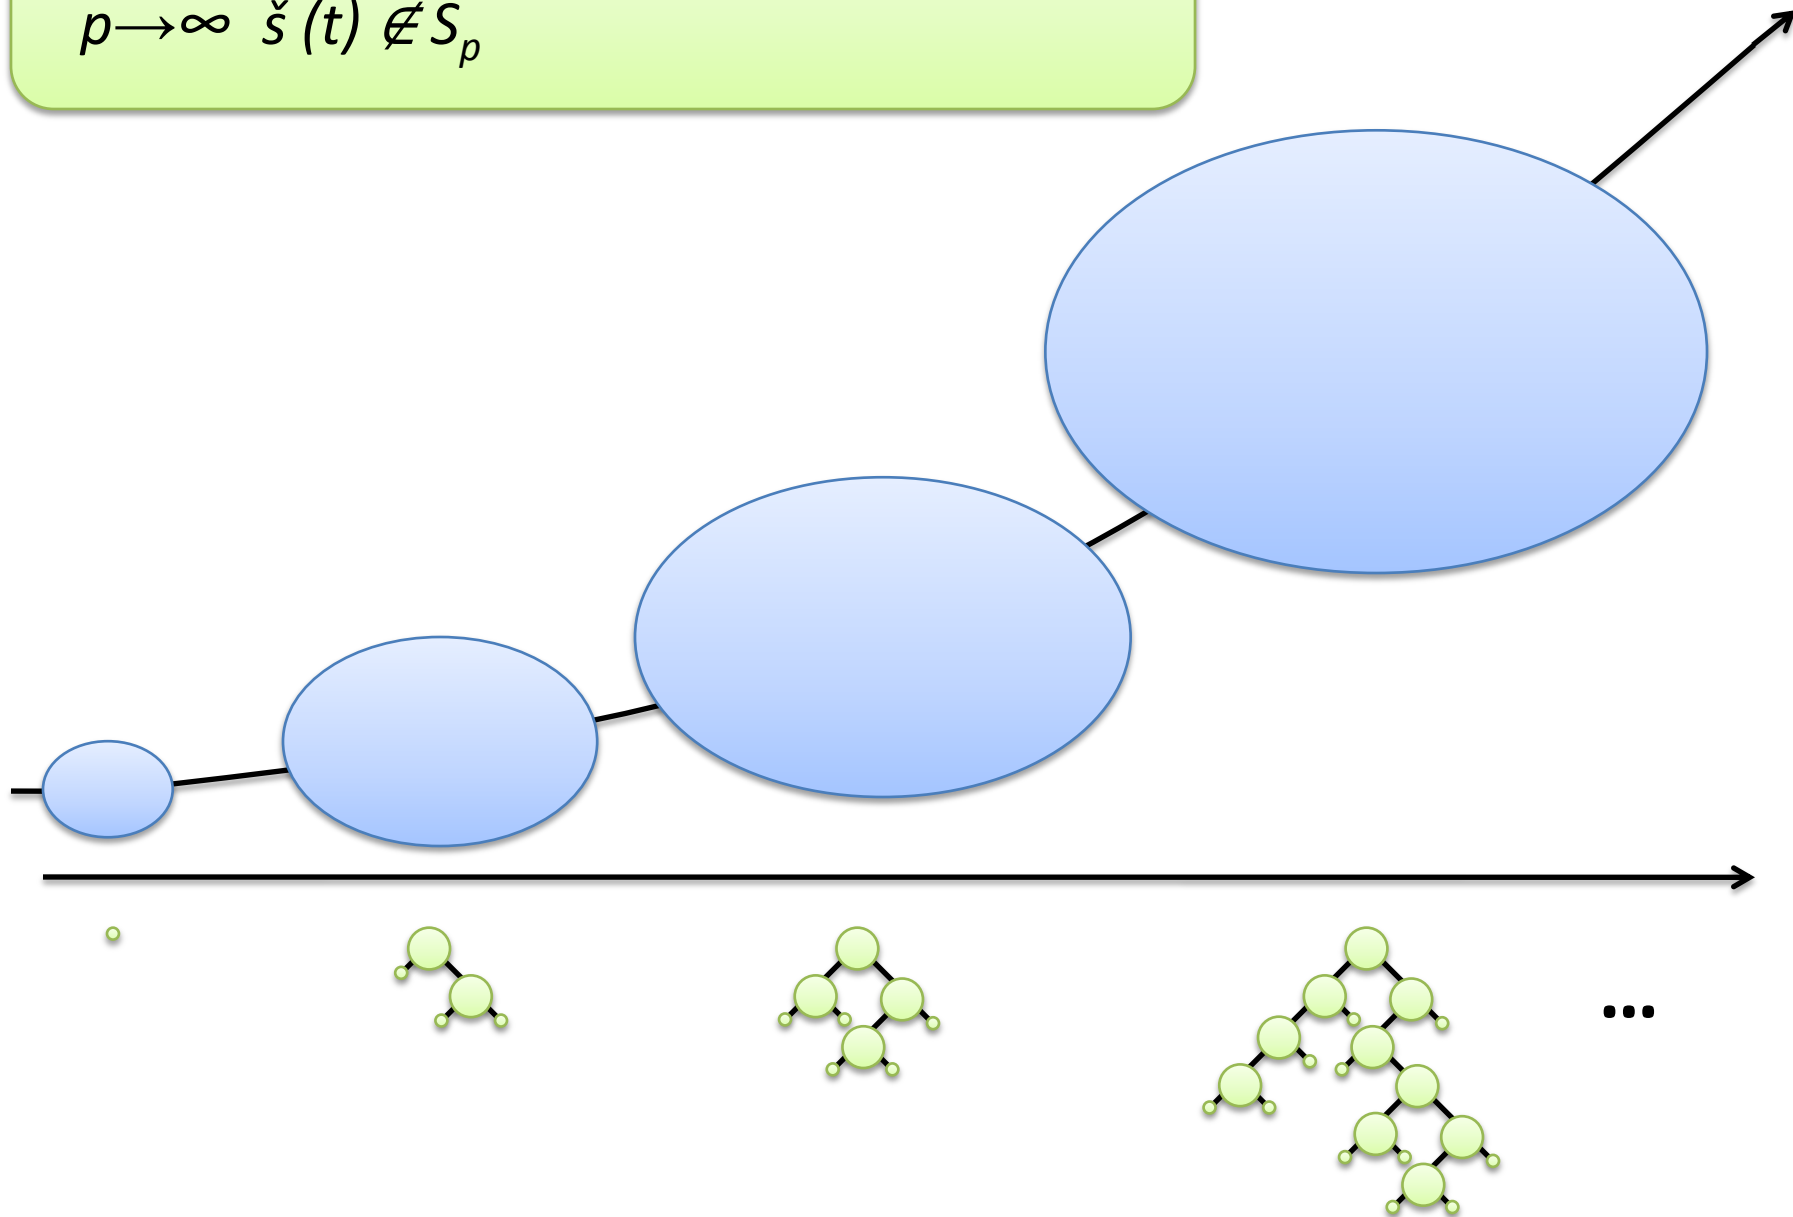 p→∞ š (t) ∉ Sₚ
...